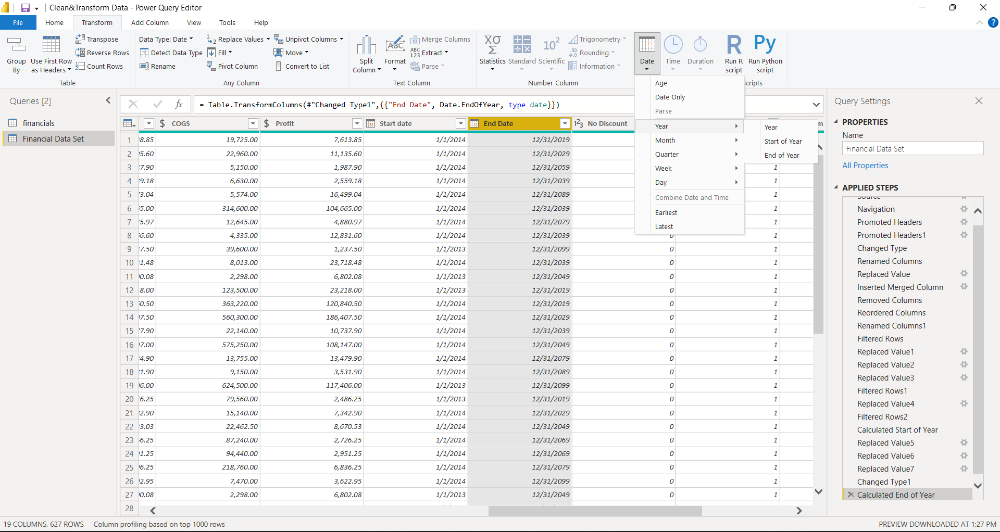 Clean&Transform Data - Power Query Editor
File Home Transform Add Column View Tools Help
Group By
Use First Row as Headers
Transpose
Reverse Rows
Count Rows
Table
Data Type: Date
Detect Data Type
Rename
Replace Values
Fill
Pivot Column
Unpivot Columns
Move
Convert to List
Any Column
Split Column
Format
ABC
Merge Columns
ABC 123 Extract
abc Parse
Text Column
Statistics
Standard
10² Scientific
Trigonometry
.00 Rounding
Information
Number Column
Date
Time
Duration
R Run R script
Py Run Python script
cripts
Age
Date Only
Parse
Year
Month
Quarter
Week
Day
Combine Date and Time
Earliest
Latest
Year
Start of Year
End of Year
Queries [2]
financials
Financial Data Set
fx = Table.TransformColumns(#"Changed Type1",{{"End Date", Date.EndOfYear, type date}})
$ COGS $ Profit Start date End Date 1²3 No Discount m
1 8.85 19,725.00 7,613.85 1/1/2014 12/31/2019
2 5.60 22,960.00 11,135.60 1/1/2014 12/31/2029
3 7.90 5,150.00 1,987.90 1/1/2014 12/31/2059 1
4 9.18 6,630.00 2,559.18 1/1/2014 12/31/2039 1
5 3.04 5,574.00 16,499.04 1/1/2014 12/31/2089 1
6 5.00 314,600.00 104,665.00 1/1/2014 12/31/2039 1
7 5.97 12,645.00 4,880.97 1/1/2014 12/31/2079 1
8 6.60 4,335.00 12,831.60 1/1/2014 12/31/2039 0 1
9 7.50 39,600.00 1,237.50 1/1/2013 12/31/2099 0 1
10 1.48 8,013.00 23,718.48 1/1/2014 12/31/2039 0 1
11 0.08 2,298.00 6,802.08 1/1/2013 12/31/2049 0 1
12 8.00 123,500.00 23,218.00 1/1/2013 12/31/2019 0 1
13 0.50 363,220.00 120,840.50 1/1/2014 12/31/2019 0 1
14 7.50 560,300.00 186,407.50 1/1/2014 12/31/2029 0 1
15 7.90 22,140.00 10,737.90 1/1/2014 12/31/2039 0 1
16 7.00 575,250.00 108,147.00 1/1/2014 12/31/2049 0 1
17 4.90 13,755.00 13,479.90 1/1/2014 12/31/2079 0 1
18 1.90 9,150.00 3,531.90 1/1/2014 12/31/2089 0 1
19 6.00 624,500.00 117,406.00 1/1/2013 12/31/2099 0 1
20 6.25 79,560.00 2,486.25 1/1/2013 12/31/2019 0 1
21 2.90 15,140.00 7,342.90 1/1/2014 12/31/2029 0 1
22 3.03 22,462.50 8,670.53 1/1/2014 12/31/2049 0 1
23 6.25 87,240.00 2,726.25 1/1/2014 12/31/2069 0 1
24 1.25 94,440.00 2,951.25 1/1/2014 12/31/2069 0 1
25 6.25 218,760.00 6,836.25 1/1/2014 12/31/2079 0 1
26 2.95 7,470.00 3,622.95 1/1/2014 12/31/2099 0 1
27 0.08 2,298.00 6,802.08 1/1/2013 12/31/2049 0 1
28
Query Settings
PROPERTIES
Name
Financial Data Set
All Properties
APPLIED STEPS
Source
Navigation
Promoted Headers
Promoted Headers1
Changed Type
Renamed Columns
Replaced Value
Inserted Merged Column
Removed Columns
Reordered Columns
Renamed Columns1
Filtered Rows
Replaced Value1
Replaced Value2
Replaced Value3
Filtered Rows1
Replaced Value4
Filtered Rows2
Calculated Start of Year
Replaced Value5
Replaced Value6
Replaced Value7
Changed Type1
Calculated End of Year
19 COLUMNS, 627 ROWS Column profiling based on top 1000 rows
PREVIEW DOWNLOADED AT 1:27 PM